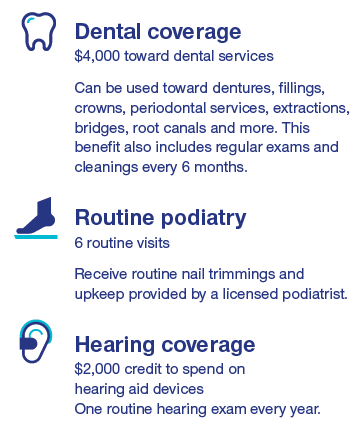 Dental coverage
$4,000 toward dental services
Can be used toward dentures, fillings,
crowns, periodontal services, extractions,
bridges, root canals and more. This
benefit also includes regular exams and
cleanings every 6 months.
Routine podiatry
6 routine visits
Receive routine nail trimmings and
upkeep provided by a licensed podiatrist.
Hearing coverage
$2,000 credit to spend on
hearing aid devices
One routine hearing exam every year.